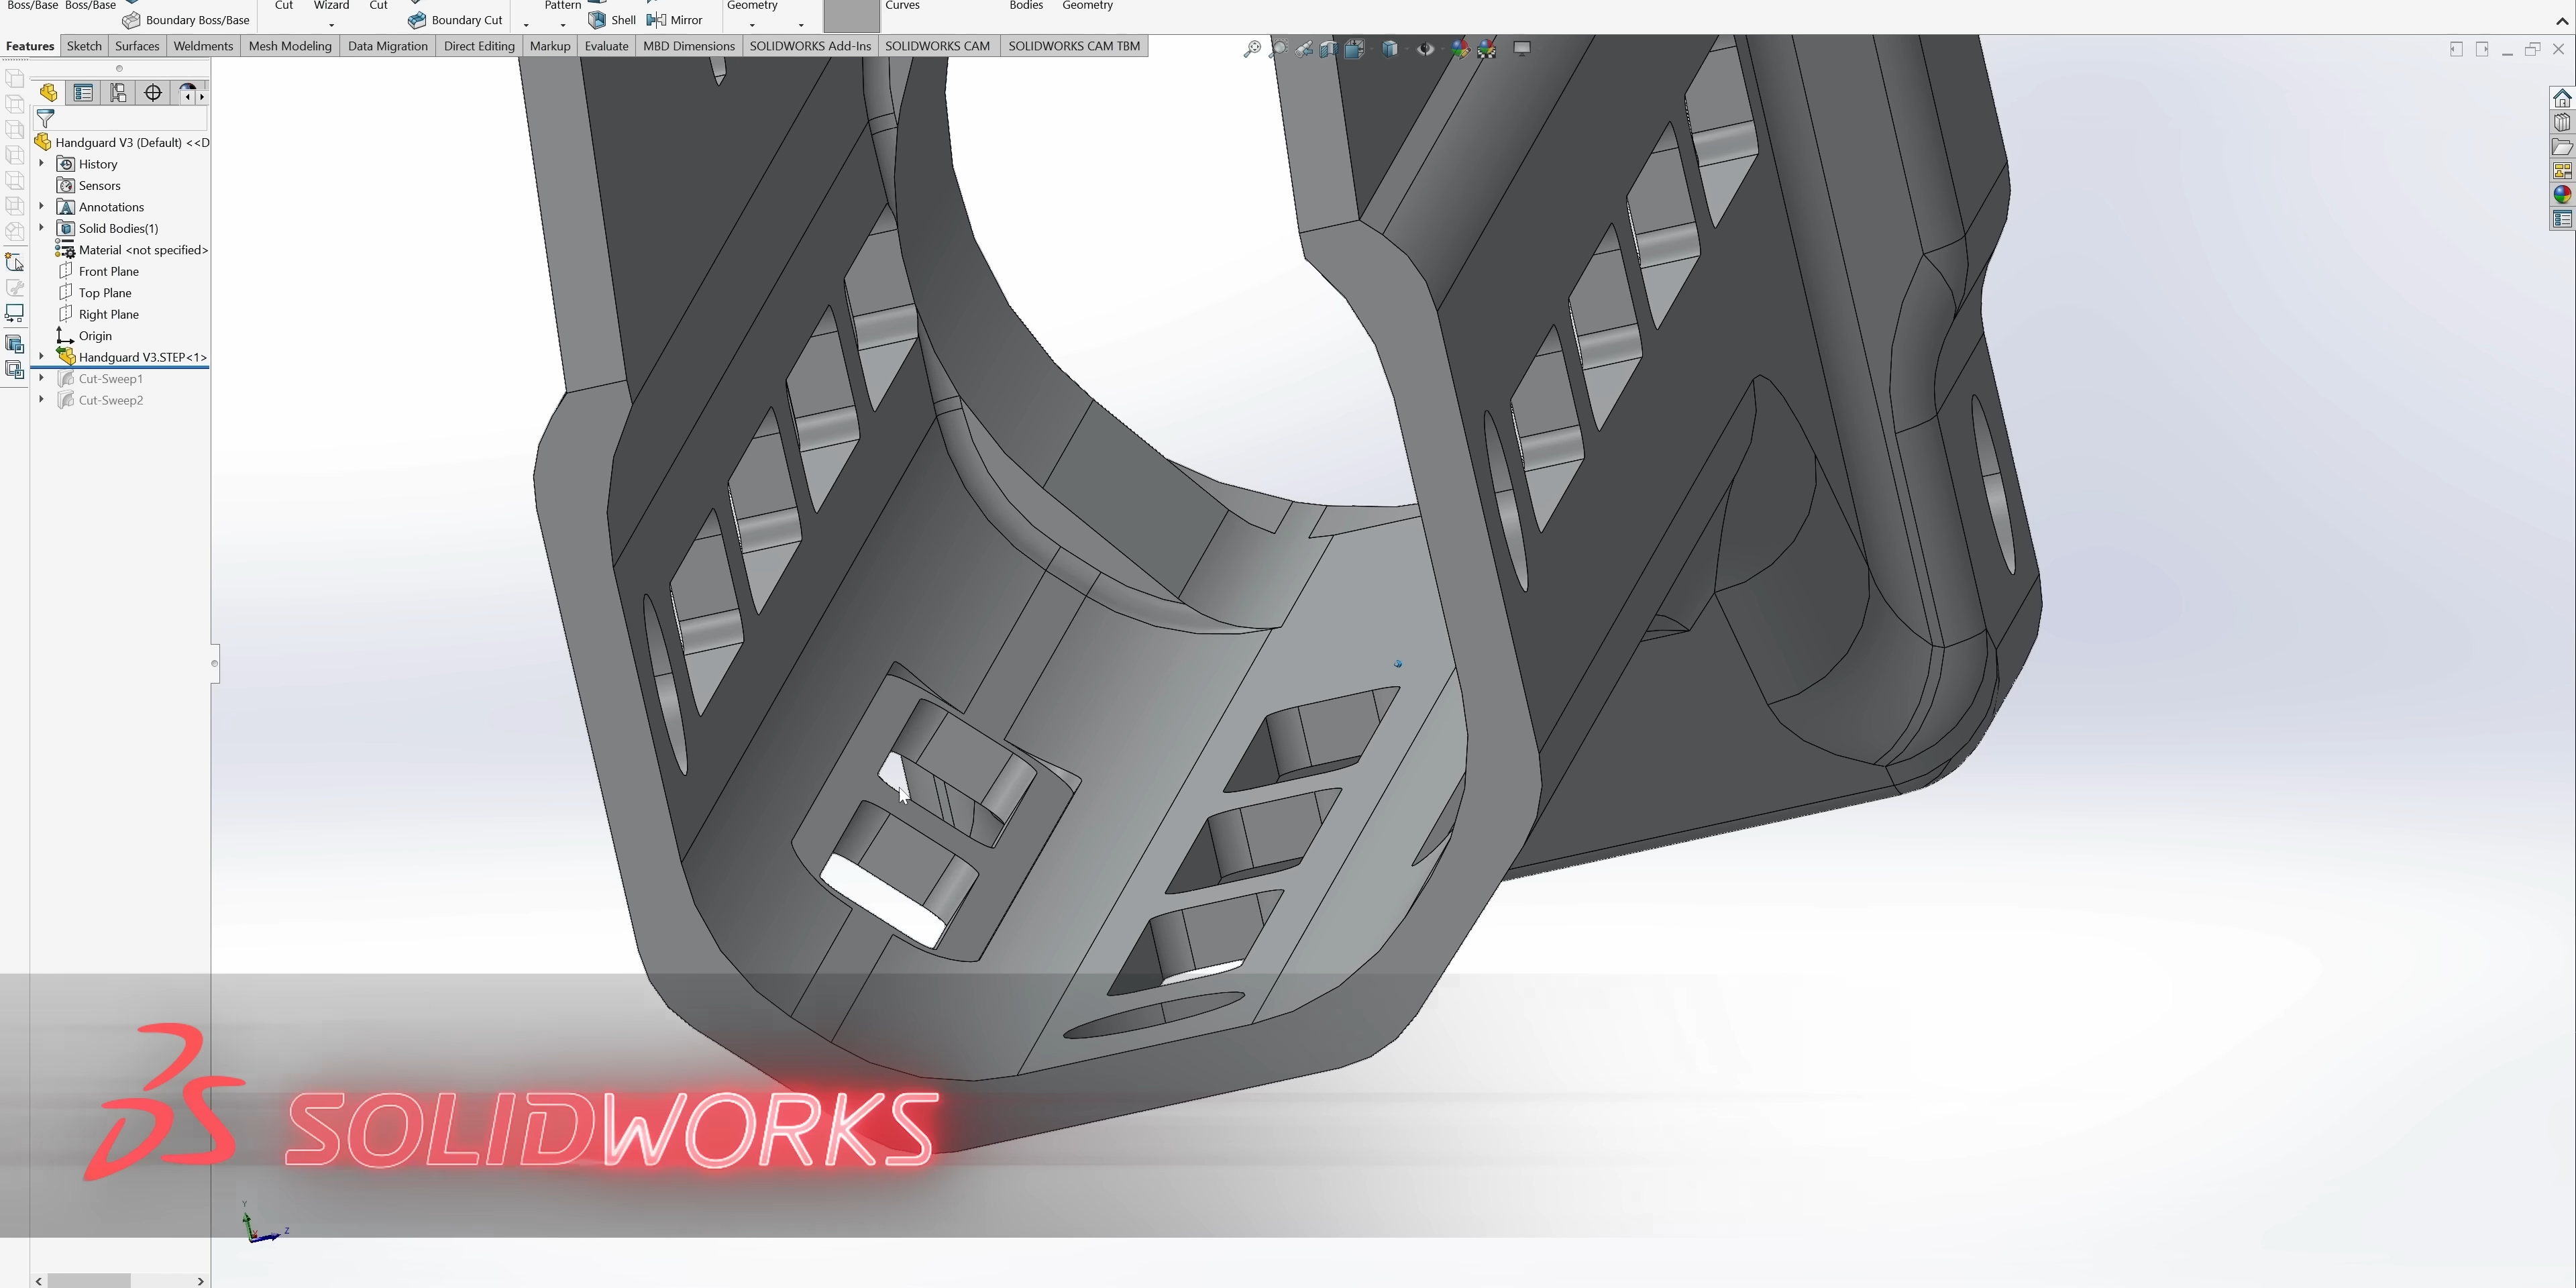 Boss/Base Boss/Base Cut Wizard Cut Pattern Geometry Curves Bodies Geometry
Boundary Boss/Base Boundary Cut Shell Mirror
Features Sketch Surfaces Weldments Mesh Modeling Data Migration Direct Editing Markup Evaluate MBD Dimensions SOLIDWORKS Add-Ins SOLIDWORKS CAM SOLIDWORKS CAM TBM
Handguard V3 (Default) <<D
History
Sensors
Annotations
Solid Bodies(1)
Material <not specified>
Front Plane
Top Plane
Right Plane
Origin
Handguard V3.STEP<1>
Cut-Sweep1
Cut-Sweep2
DS SOLIDWORKS
Y
Z